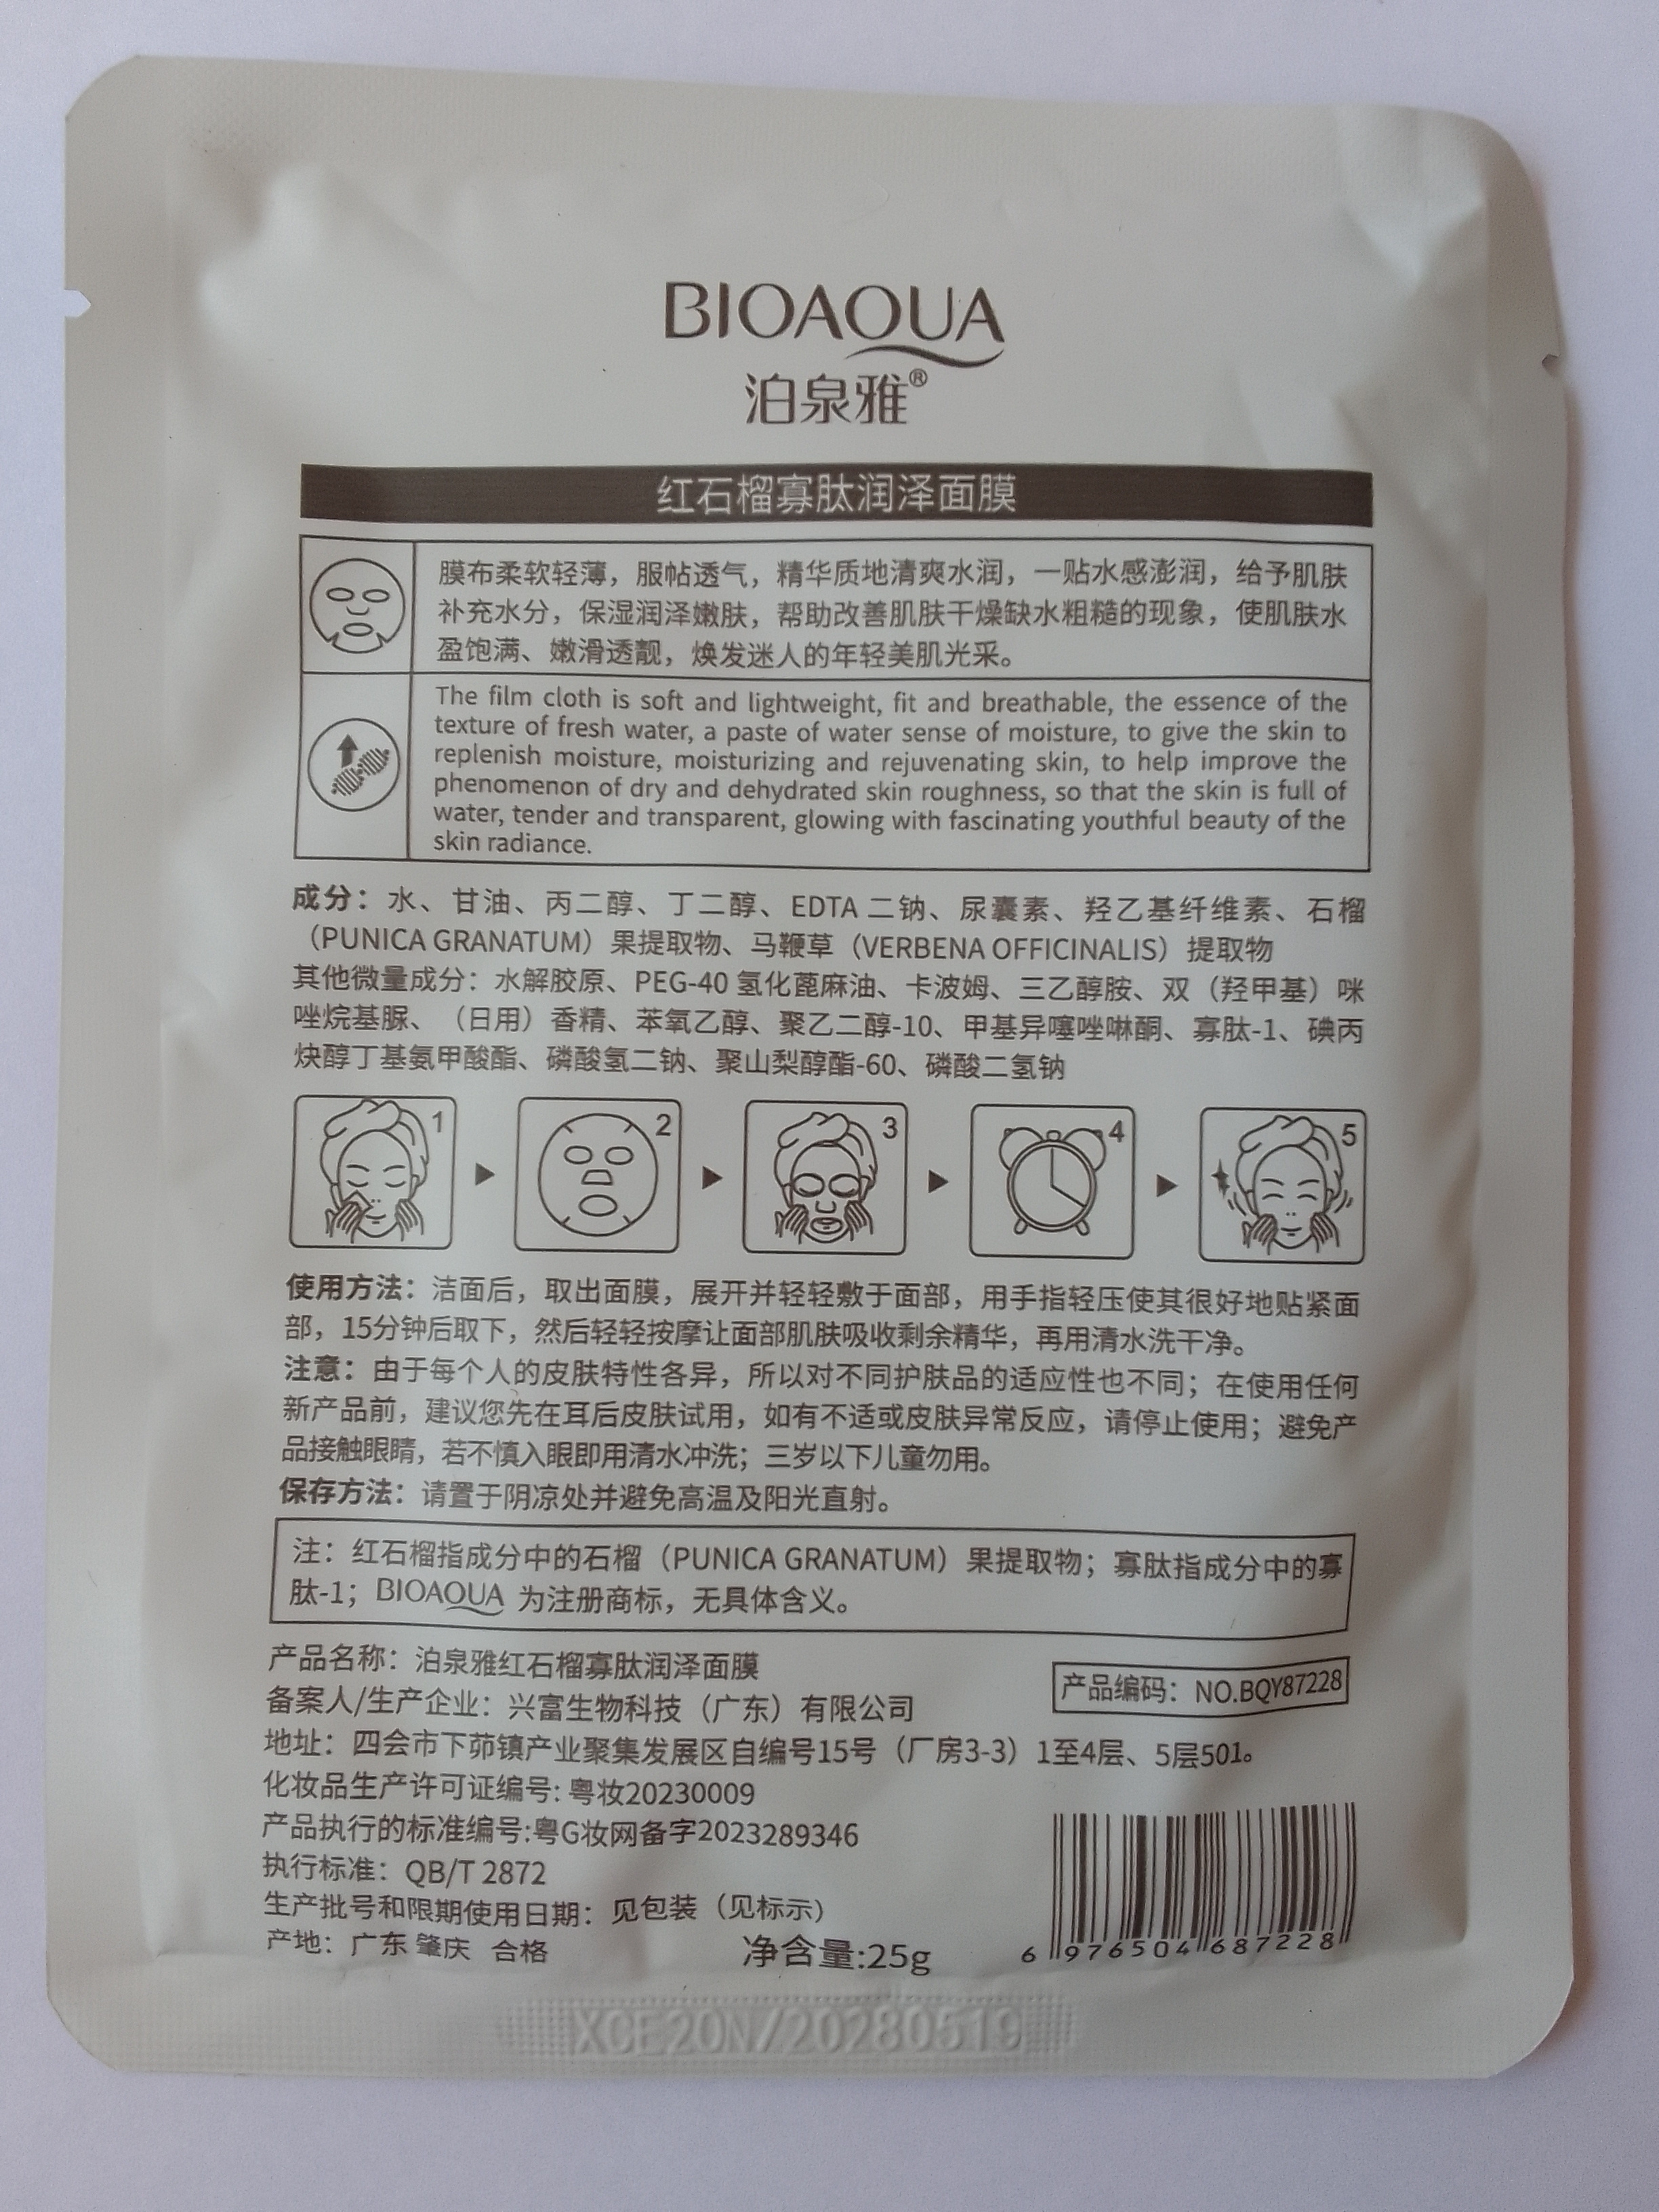 BIOAQUA
泊泉雅®
红石榴寡肽润泽面膜
膜布柔软轻薄，服帖透气，精华质地清爽水润，一贴水感澎润，给予肌肤
补充水分，保湿润泽嫩肤，帮助改善肌肤干燥缺水粗糙的现象，使肌肤水
盈饱满、嫩滑透靓，焕发迷人的年轻美肌光采。
The film cloth is soft and lightweight, fit and breathable, the essence of the
texture of fresh water, a paste of water sense of moisture, to give the skin to
replenish moisture, moisturizing and rejuvenating skin, to help improve the
phenomenon of dry and dehydrated skin roughness, so that the skin is full of
water, tender and transparent, glowing with fascinating youthful beauty of the
skin radiance.
成分：水、甘油、丙二醇、丁二醇、EDTA 二钠、尿囊素、羟乙基纤维素、石榴
（PUNICA GRANATUM）果提取物、马鞭草（VERBENA OFFICINALIS）提取物
其他微量成分：水解胶原、PEG-40 氢化蓖麻油、卡波姆、三乙醇胺、双（羟甲基）咪
唑烷基脲、（日用）香精、苯氧乙醇、聚乙二醇-10、甲基异噻唑啉酮、寡肽-1、碘丙
炔醇丁基氨甲酸酯、磷酸氢二钠、聚山梨醇酯-60、磷酸二氢钠
1 2 3 4 5
使用方法：洁面后，取出面膜，展开并轻轻敷于面部，用手指轻压使其很好地贴紧面
部，15分钟后取下，然后轻轻按摩让面部肌肤吸收剩余精华，再用清水洗干净。
注意：由于每个人的皮肤特性各异，所以对不同护肤品的适应性也不同；在使用任何
新产品前，建议您先在耳后皮肤试用，如有不适或皮肤异常反应，请停止使用；避免产
品接触眼睛，若不慎入眼即用清水冲洗；三岁以下儿童勿用。
保存方法：请置于阴凉处并避免高温及阳光直射。
注：红石榴指成分中的石榴（PUNICA GRANATUM）果提取物；寡肽指成分中的寡
肽-1；BIOAQUA 为注册商标，无具体含义。
产品名称：泊泉雅红石榴寡肽润泽面膜
产品编码：NO.BQY87228
备案人/生产企业：兴富生物科技（广东）有限公司
地址：四会市下茆镇产业聚集发展区自编号15号（厂房3-3）1至4层、5层501。
化妆品生产许可证编号: 粤妆20230009
产品执行的标准编号:粤G妆网备字2023289346
执行标准：QB/T 2872
生产批号和限期使用日期：见包装（见标示）
产地：广东 肇庆 合格
净含量:25g
6 976504 687228
XCE20N/20280519